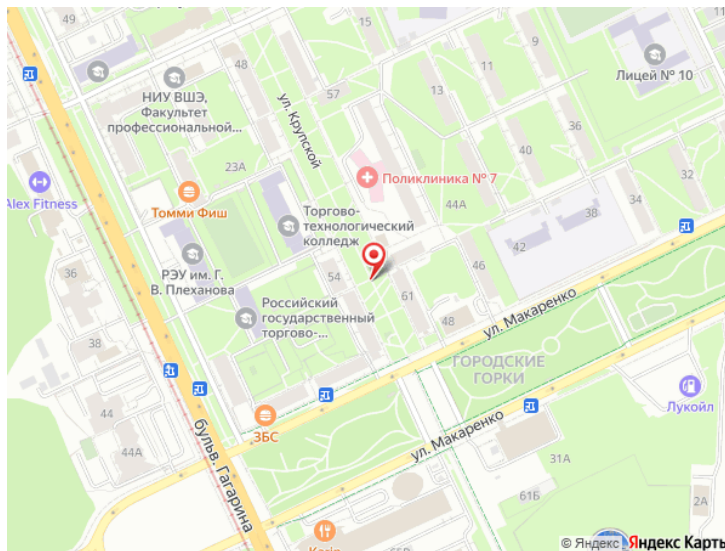 49
15
9
48
11
Лицей № 10
НИУ ВШЭ,
Факультет
профессиональной...
57
13
ул. Крупской
40
36
23А
Поликлиника № 7
Alex Fitness
Томми Фиш
44А
32
Торгово-
технологический
колледж
38
34
42
36
РЭУ им. Г.
В. Плеханова
54
46
61
Российский
государственный
торгово-...
48
ул. Макаренко
38
ГОРОДСКИЕ
ГОРКИ
Лукойл
44
ЗБС
бульв. Гагарина
ул. Макаренко
44А
31А
61Б
2А
© Яндекс Яндекс Карты